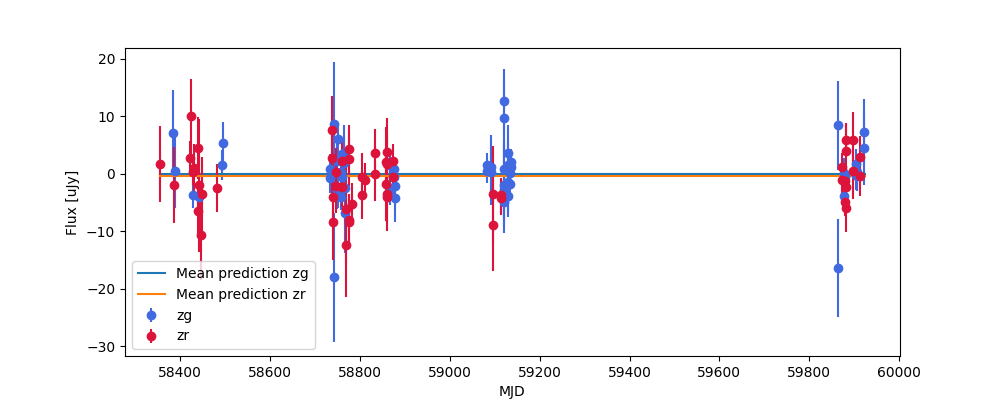 20
10
0
−10
−20
−30
Flux [uJy]
Mean prediction zg
Mean prediction zr
zg
zr
58400 58600 58800 59000 59200 59400 59600 59800 60000
MJD